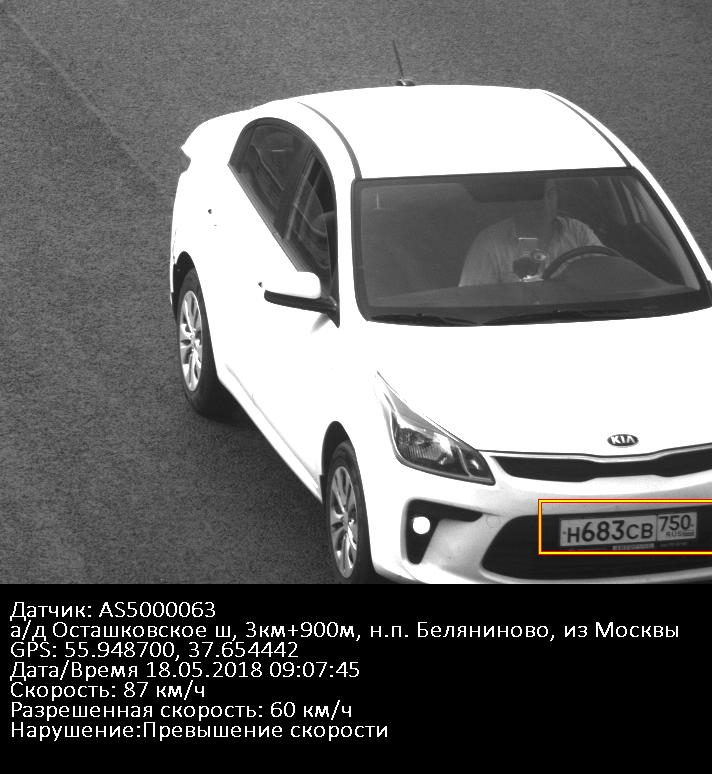 KIA
Н683СВ 750
RUS
Датчик: AS5000063
а/д Осташковское ш, 3км+900м, н.п. Беляниново, из Москвы
GPS: 55.948700, 37.654442
Дата/Время 18.05.2018 09:07:45
Скорость: 87 км/ч
Разрешенная скорость: 60 км/ч
Нарушение:Превышение скорости